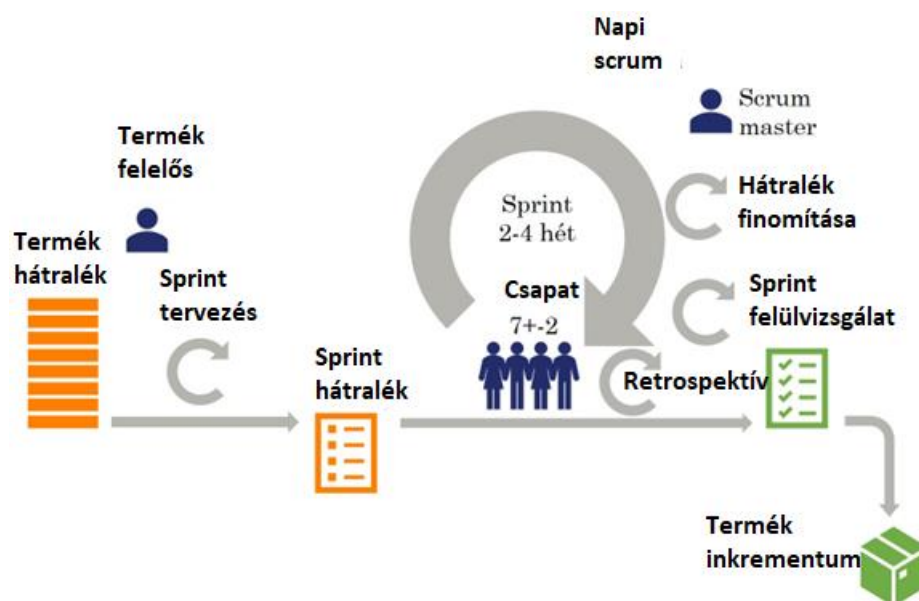 Napi
scrum
Scrum
master
Termék
felelős
Hátralék
finomítása
Sprint
2-4 hét
Termék
hátralék
Sprint
tervezés
Csapat
7+-2
Sprint
felülvizsgálat
Sprint
hátralék
Retrospektív
Termék
inkrementum